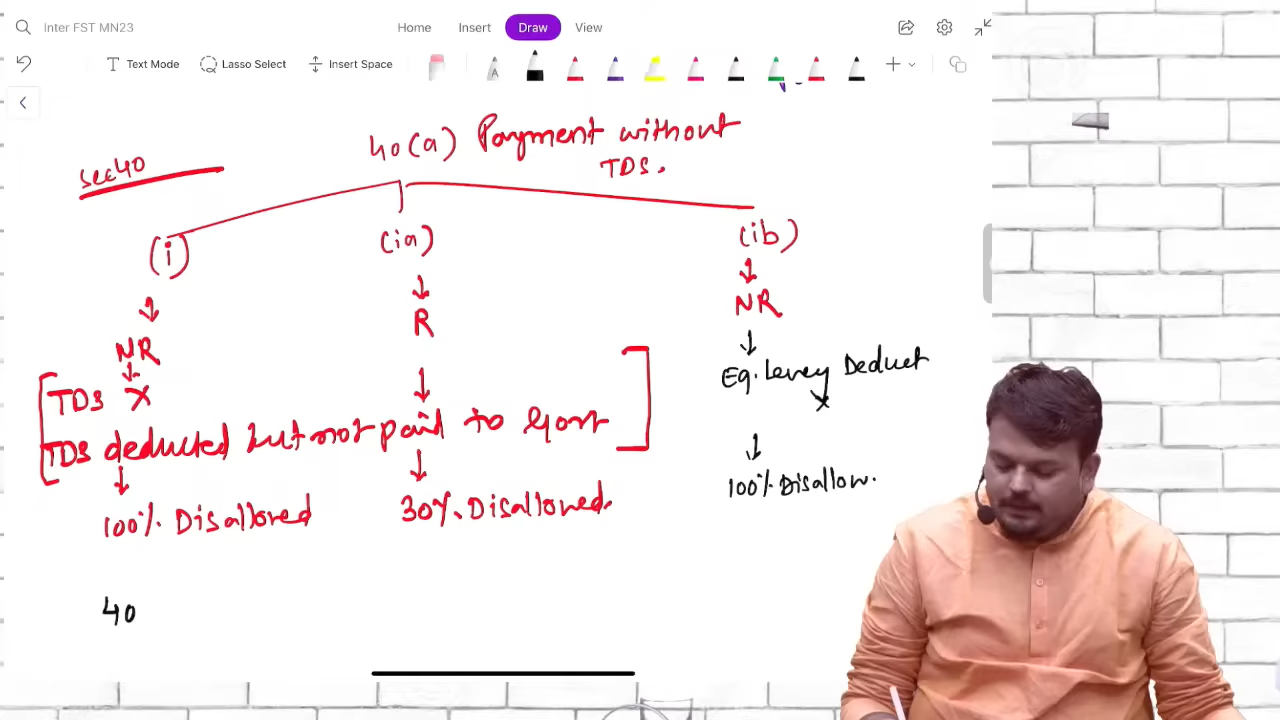 Inter FST MN23
Home Insert Draw View
Text Mode Lasso Select Insert Space
A
Sec 40
40(a) Payment without
TDS.
(i) (ia) (ib)
NR R NR
TDS X
TDS deducted but not paid to Govt
Eq. Levey Deduct
X
100% Disallowed
30% Disallowed.
100% Disallow.
40